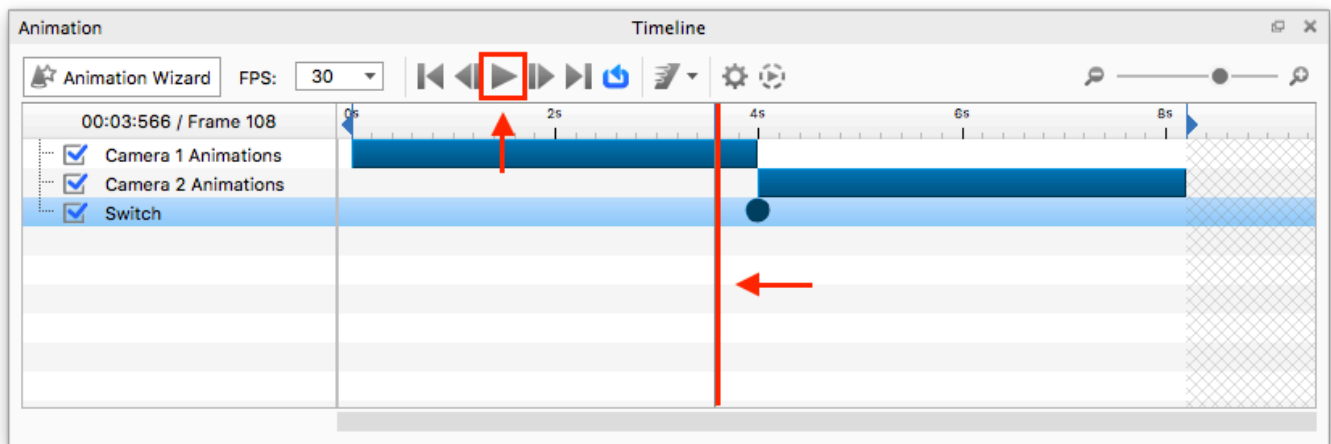 Animation Timeline
Animation Wizard FPS: 30
00:03:566 / Frame 108 0s 2s 4s 6s 8s
Camera 1 Animations
Camera 2 Animations
Switch